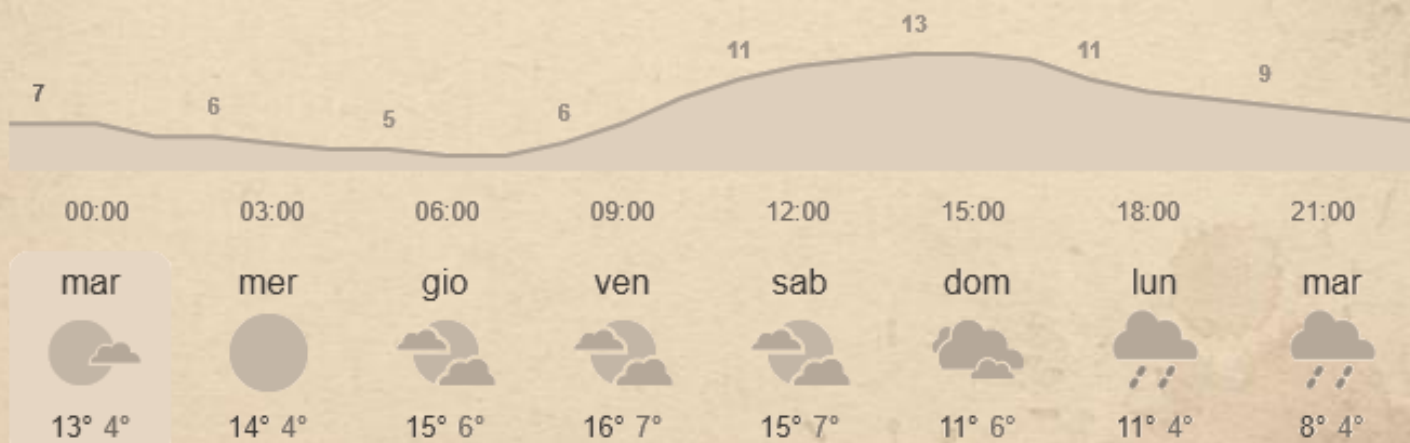 7 6 5 6 11 13 11 9
00:00 03:00 06:00 09:00 12:00 15:00 18:00 21:00
mar mer gio ven sab dom lun mar
13° 4° 14° 4° 15° 6° 16° 7° 15° 7° 11° 6° 11° 4° 8° 4°